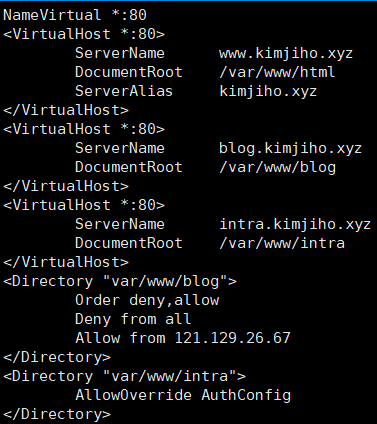 NameVirtual *:80
<VirtualHost *:80>
ServerName www.kimjiho.xyz
DocumentRoot /var/www/html
ServerAlias kimjiho.xyz
</VirtualHost>
<VirtualHost *:80>
ServerName blog.kimjiho.xyz
DocumentRoot /var/www/blog
</VirtualHost>
<VirtualHost *:80>
ServerName intra.kimjiho.xyz
DocumentRoot /var/www/intra
</VirtualHost>
<Directory "var/www/blog">
Order deny,allow
Deny from all
Allow from 121.129.26.67
</Directory>
<Directory "var/www/intra">
AllowOverride AuthConfig
</Directory>